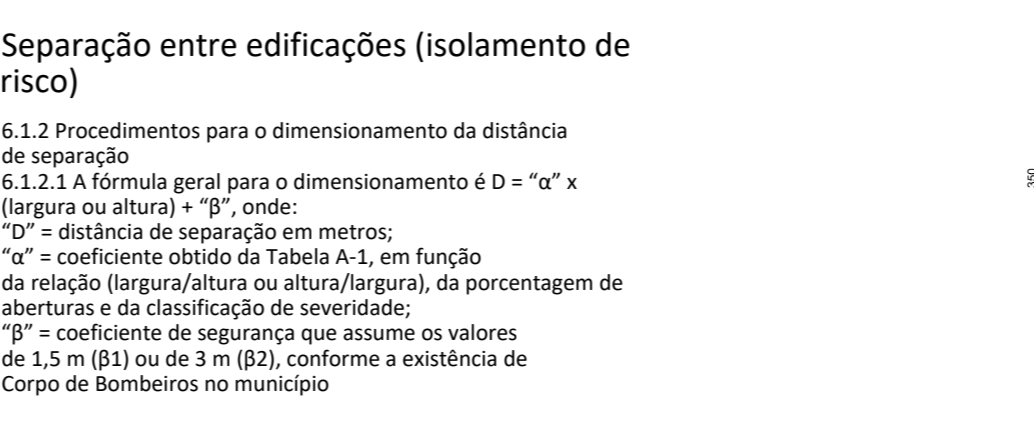 Separação entre edificações (isolamento de
risco)
6.1.2 Procedimentos para o dimensionamento da distância
de separação
6.1.2.1 A fórmula geral para o dimensionamento é D = “α” x
(largura ou altura) + “β”, onde:
“D” = distância de separação em metros;
“α” = coeficiente obtido da Tabela A-1, em função
da relação (largura/altura ou altura/largura), da porcentagem de
aberturas e da classificação de severidade;
“β” = coeficiente de segurança que assume os valores
de 1,5 m (β1) ou de 3 m (β2), conforme a existência de
Corpo de Bombeiros no município
350